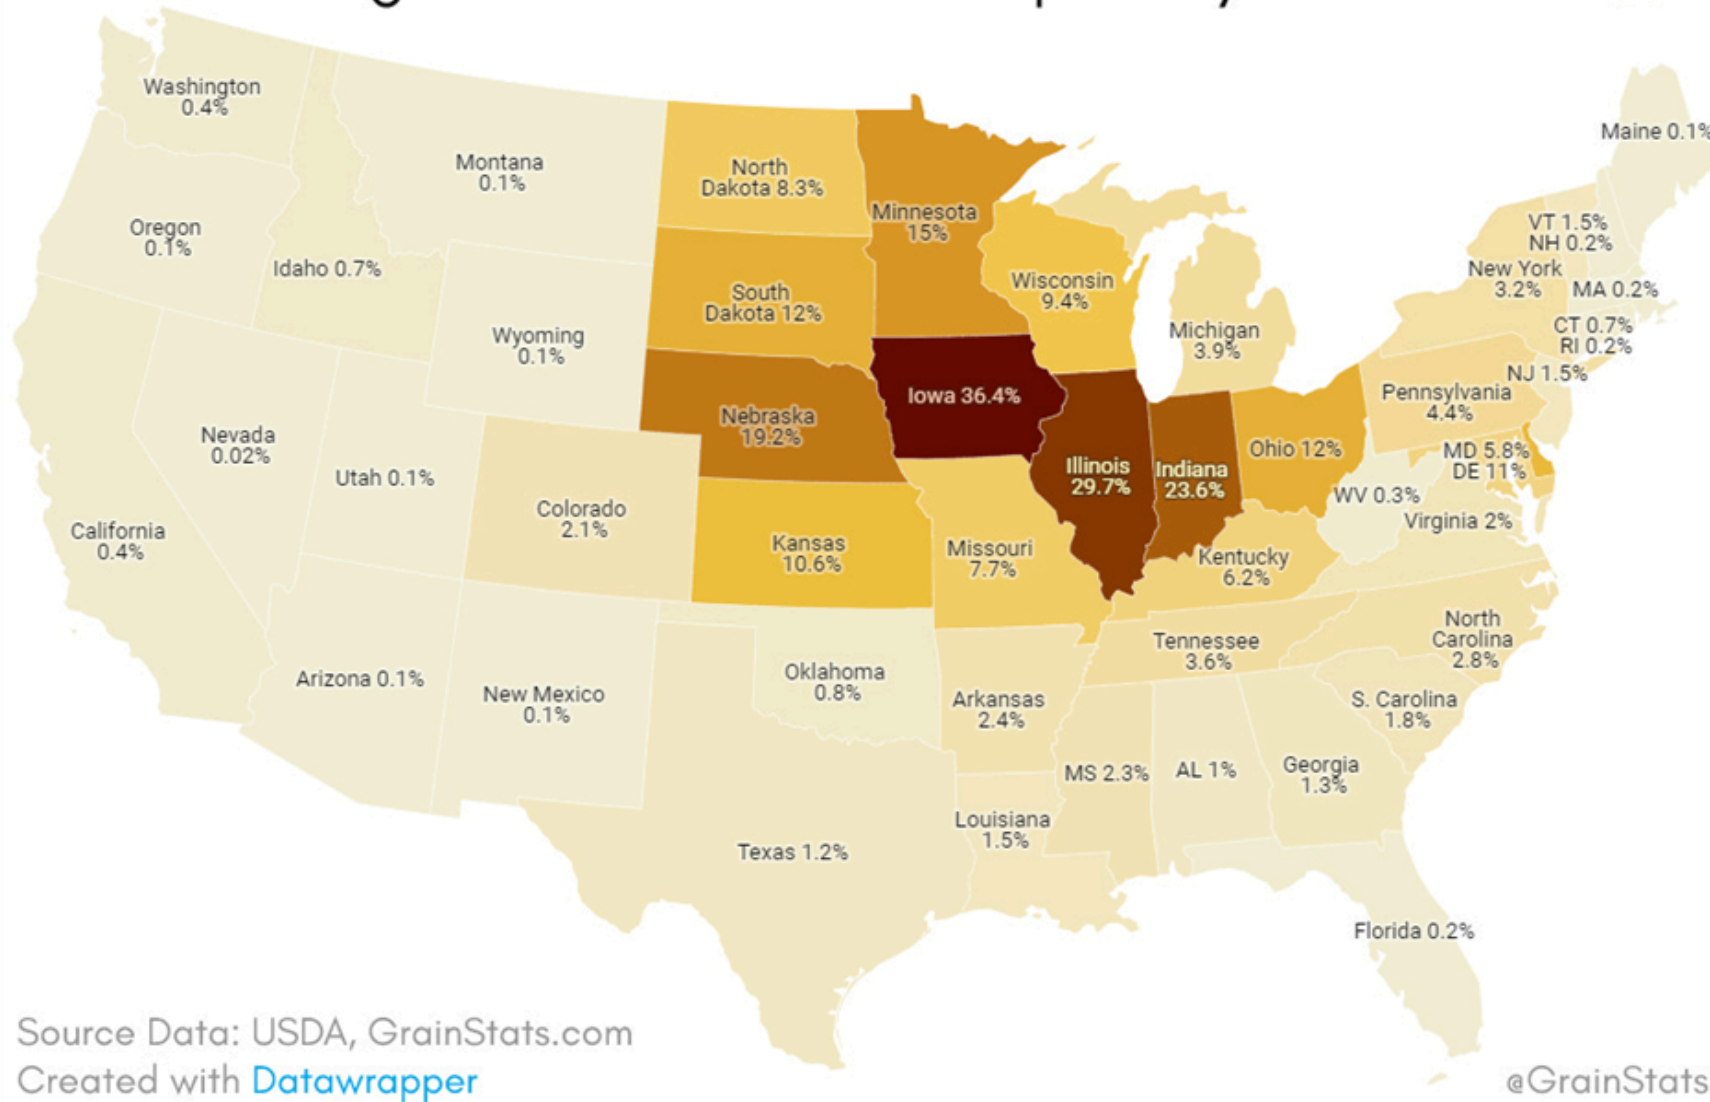 Washington
0.4%
Montana
0.1%
North
Dakota 8.3%
Minnesota
15%
Maine 0.1%
Oregon
0.1%
Idaho 0.7%
South
Dakota 12%
Wisconsin
9.4%
Michigan
3.9%
VT 1.5%
NH 0.2%
New York
3.2%
MA 0.2%
CT 0.7%
RI 0.2%
NJ 1.5%
Wyoming
0.1%
Nebraska
19.2%
Iowa 36.4%
Illinois
29.7%
Indiana
23.6%
Ohio 12%
Pennsylvania
4.4%
MD 5.8%
DE 11%
WV 0.3%
Virginia 2%
Nevada
0.02%
Utah 0.1%
Colorado
2.1%
Kansas
10.6%
Missouri
7.7%
Kentucky
6.2%
California
0.4%
Tennessee
3.6%
North
Carolina
2.8%
Arizona 0.1%
New Mexico
0.1%
Oklahoma
0.8%
Arkansas
2.4%
S. Carolina
1.8%
MS 2.3%
AL 1%
Georgia
1.3%
Louisiana
1.5%
Texas 1.2%
Florida 0.2%
Source Data: USDA, GrainStats.com
Created with Datawrapper
@GrainStats